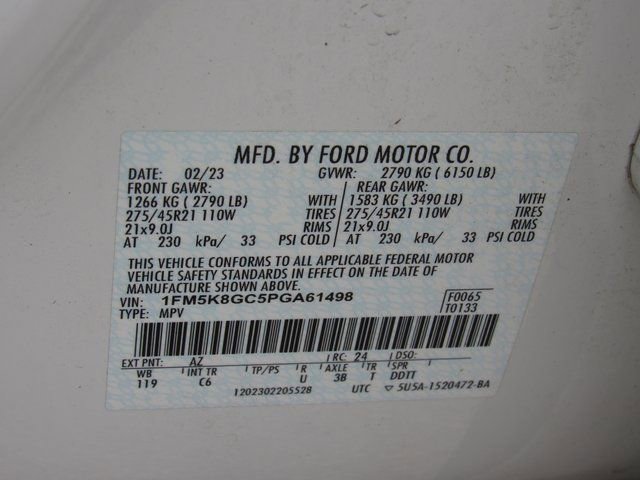 MFD. BY FORD MOTOR CO.
DATE: 02/23 GVWR: 2790 KG ( 6150 LB)
FRONT GAWR: REAR GAWR:
1266 KG ( 2790 LB) WITH 1583 KG ( 3490 LB) WITH
275/45R21 110W TIRES 275/45R21 110W TIRES
21x9.0J RIMS 21x9.0J RIMS
AT 230 kPa/ 33 PSI COLD AT 230 kPa/ 33 PSI COLD
THIS VEHICLE CONFORMS TO ALL APPLICABLE FEDERAL MOTOR
VEHICLE SAFETY STANDARDS IN EFFECT ON THE DATE OF
MANUFACTURE SHOWN ABOVE.
VIN: 1FM5K8GC5PGA61498 F0065
TYPE: MPV T0133
EXT PNT: AZ RC: 24 DSO:
WB INT TR TP/PS R AXLE TR SPR
119 C6 U 3B T DDTT
1202302205528 UTC ▽ 5U5A-1520472-BA